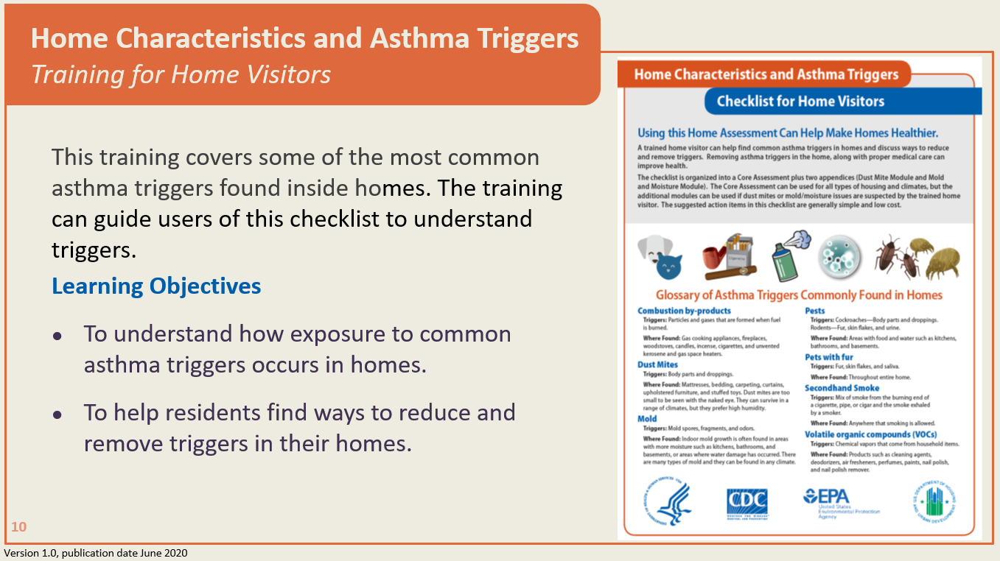 Home Characteristics and Asthma Triggers
Training for Home Visitors
This training covers some of the most common
asthma triggers found inside homes. The training
can guide users of this checklist to understand
triggers.
Learning Objectives
● To understand how exposure to common
asthma triggers occurs in homes.
● To help residents find ways to reduce and
remove triggers in their homes.
10
Version 1.0, publication date June 2020
Home Characteristics and Asthma Triggers
Checklist for Home Visitors
Using this Home Assessment Can Help Make Homes Healthier.
A trained home visitor can help find common asthma triggers in homes and discuss ways to reduce
and remove triggers. Removing asthma triggers in the home, along with proper medical care can
improve health.
The checklist is organized into a Core Assessment plus two appendices (Dust Mite Module and Mold
and Moisture Module). The Core Assessment can be used for all types of housing and climates, but the
additional modules can be used if dust mites or mold/moisture issues are suspected by the trained home
visitor. The suggested action items in this checklist are generally simple and low cost.
Glossary of Asthma Triggers Commonly Found in Homes
Combustion by-products
Triggers: Particles and gases that are formed when fuel
is burned.
Where Found: Gas cooking appliances, fireplaces,
woodstoves, candles, incense, cigarettes, and unvented
kerosene and gas space heaters.
Dust Mites
Triggers: Body parts and droppings.
Where Found: Mattresses, bedding, carpeting, curtains,
upholstered furniture, and stuffed toys. Dust mites are too
small to be seen with the naked eye. They can survive in a
range of climates, but they prefer high humidity.
Mold
Triggers: Mold spores, fragments, and odors.
Where Found: Indoor mold growth is often found in areas
with more moisture such as kitchens, bathrooms, and
basements, or areas where water damage has occurred. There
are many types of mold and they can be found in any climate.
Pests
Triggers: Cockroaches—Body parts and droppings.
Rodents—Fur, skin flakes, and urine.
Where Found: Areas with food and water such as kitchens,
bathrooms, and basements.
Pets with fur
Triggers: Fur, skin flakes, and saliva.
Where Found: Throughout entire home.
Secondhand Smoke
Triggers: Mix of smoke from the burning end of
a cigarette, pipe, or cigar and the smoke exhaled
by a smoker.
Where Found: Anywhere that smoking is allowed.
Volatile organic compounds (VOCs)
Triggers: Chemical vapors that come from household items.
Where Found: Products such as cleaning agents,
deodorizers, air fresheners, perfumes, paints, nail polish,
and nail polish remover.
CDC
EPA
United States
Environmental Protection
Agency